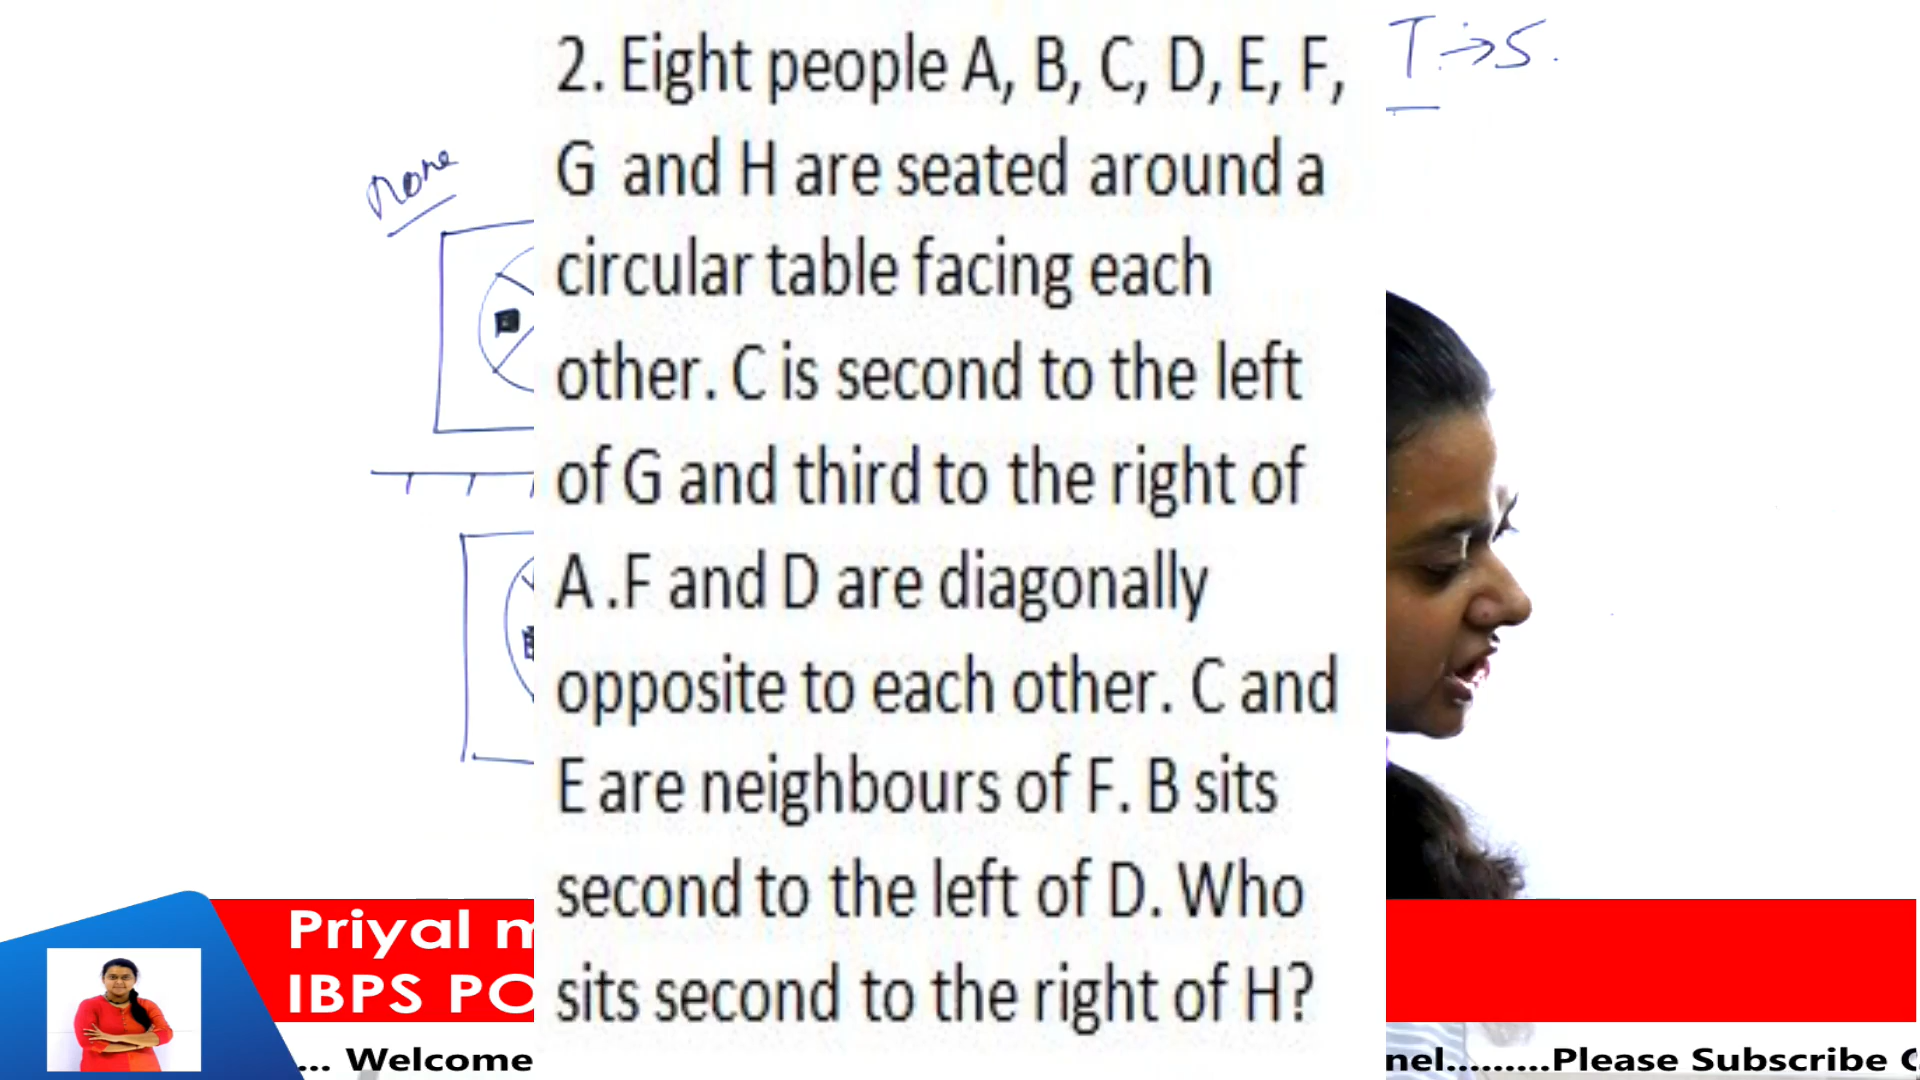 2. Eight people A, B, C, D, E, F,
T → S.
G and H are seated around a
none
circular table facing each
other. C is second to the left
of G and third to the right of
A .F and D are diagonally
opposite to each other. C and
E are neighbours of F. B sits
second to the left of D. Who
sits second to the right of H?
Priyal m
IBPS PO
... Welcome
nel.........Please Subscribe